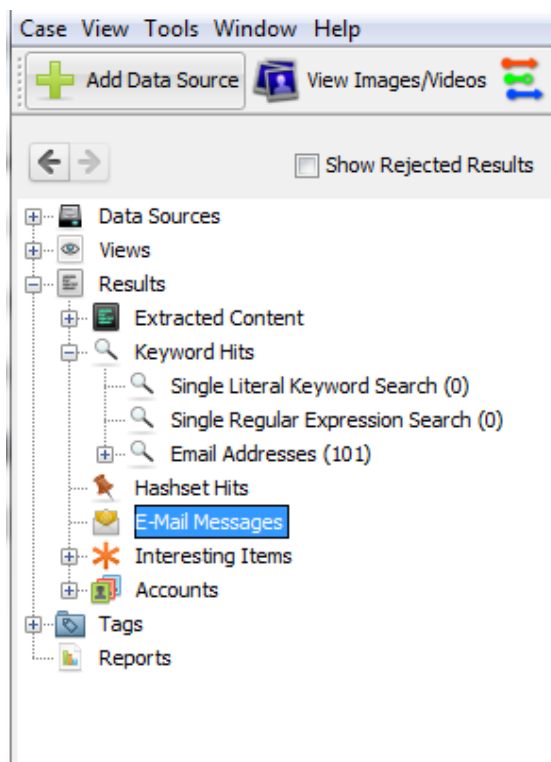 Case View Tools Window Help
Add Data Source View Images/Videos
Show Rejected Results
Data Sources
Views
Results
Extracted Content
Keyword Hits
Single Literal Keyword Search (0)
Single Regular Expression Search (0)
Email Addresses (101)
Hashset Hits
E-Mail Messages
Interesting Items
Accounts
Tags
Reports